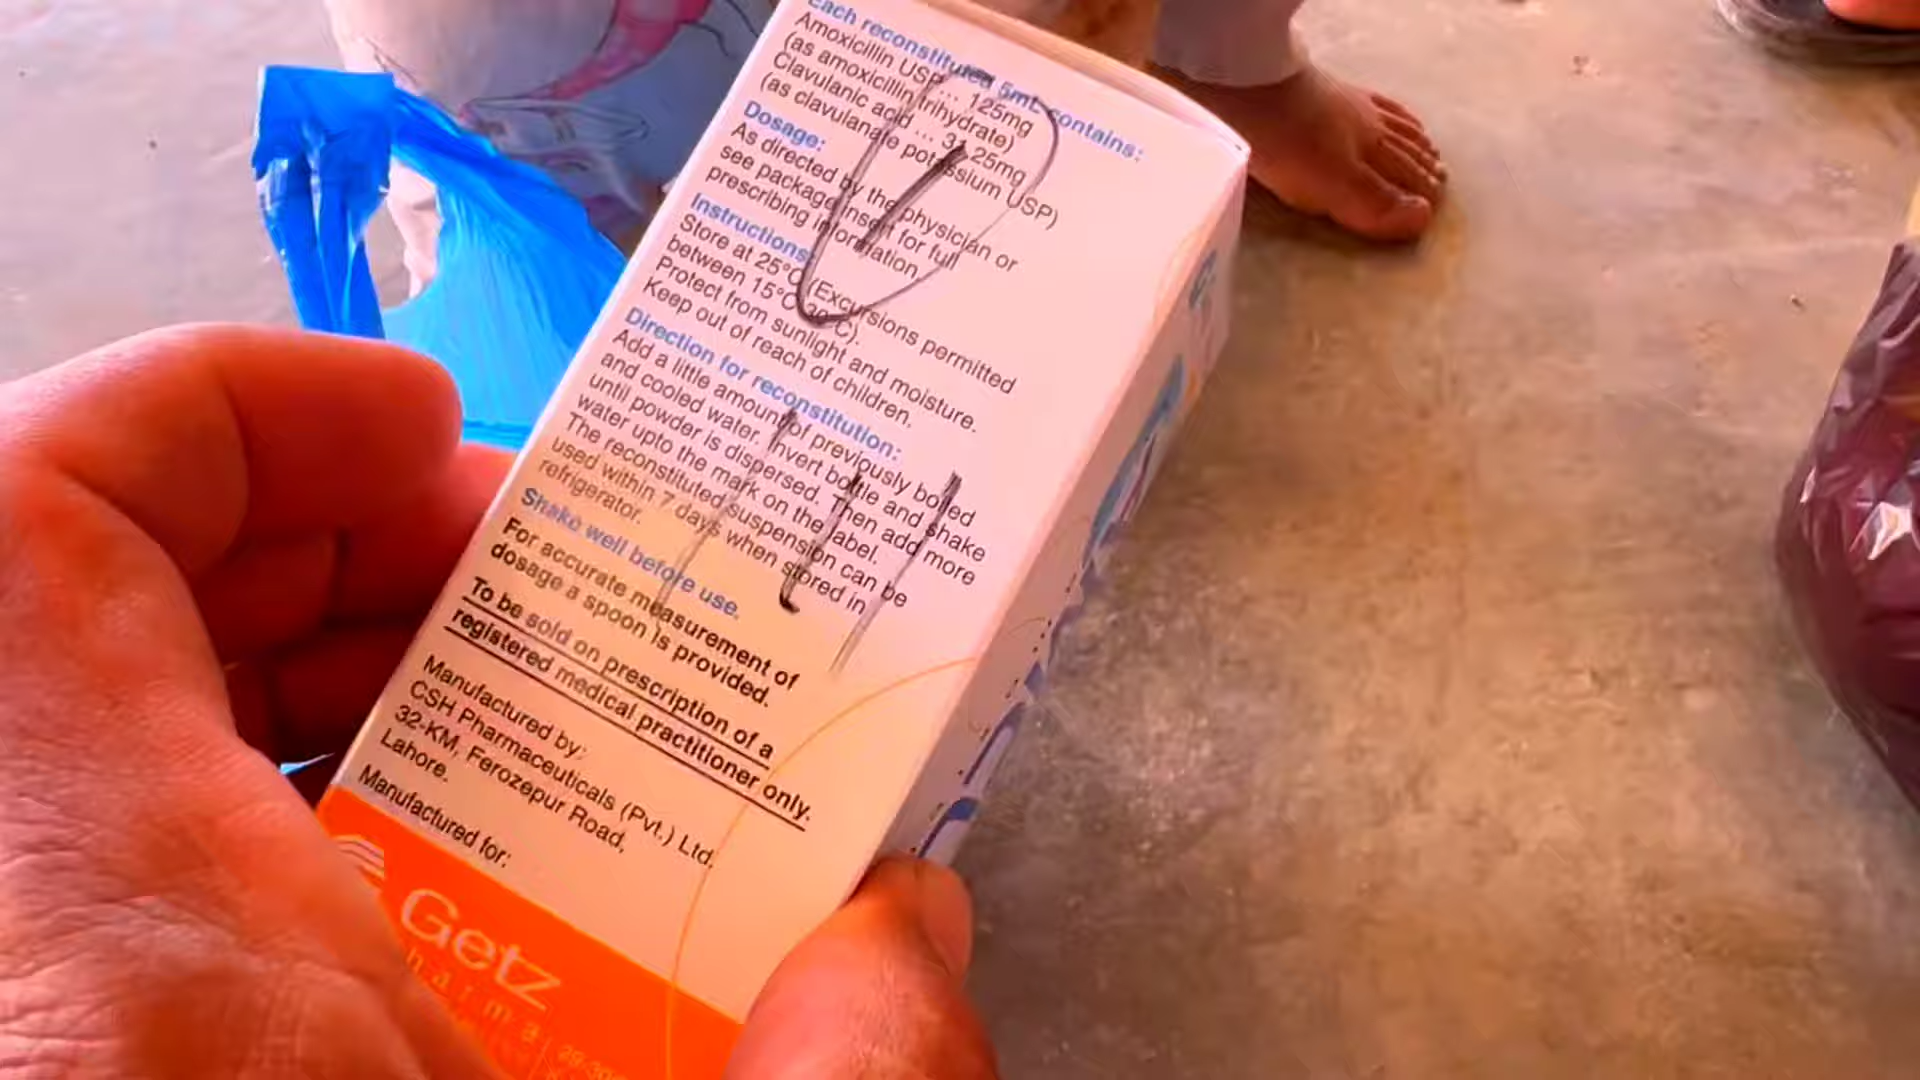 Each reconstituted 5mL contains:
Amoxicillin USP ... 125mg
(as amoxicillin trihydrate)
Clavulanic acid ... 31.25mg
(as clavulanate potassium USP)
Dosage:
As directed by the physician or
see package insert for full
prescribing information.
Instructions:
Store at 25°C (Excursions permitted
between 15°C-30°C).
Protect from sunlight and moisture.
Keep out of reach of children.
Direction for reconstitution:
Add a little amount of previously boiled
and cooled water. Invert bottle and shake
until powder is dispersed. Then add more
water upto the mark on the label.
The reconstituted suspension can be
used within 7 days when stored in
refrigerator.
Shake well before use.
For accurate measurement of
dosage a spoon is provided.
To be sold on prescription of a
registered medical practitioner only.
Manufactured by:
CSH Pharmaceuticals (Pvt.) Ltd.
32-KM, Ferozepur Road,
Lahore.
Manufactured for:
Getz
pharma